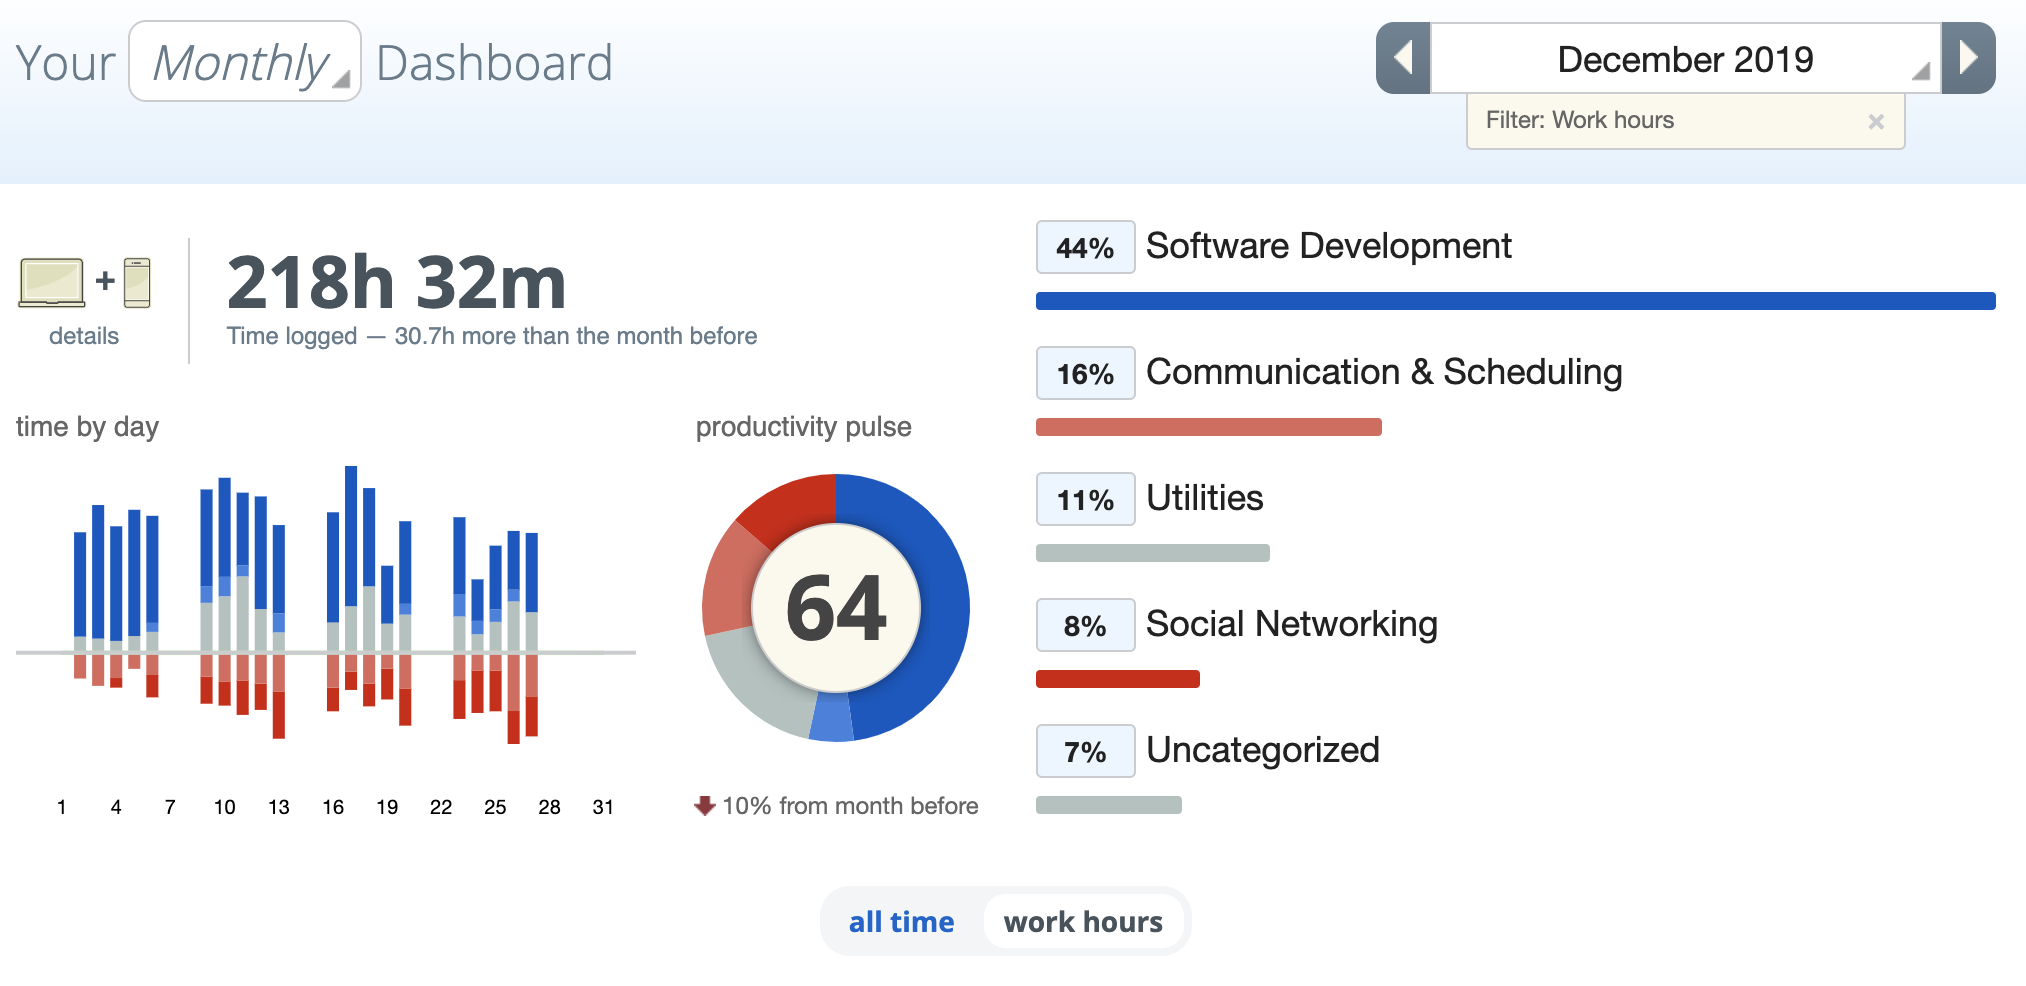 Your Monthly Dashboard
December 2019
Filter: Work hours ×
+
details
218h 32m
Time logged — 30.7h more than the month before
time by day
1 4 7 10 13 16 19 22 25 28 31
productivity pulse
64
10% from month before
44% Software Development
16% Communication & Scheduling
11% Utilities
8% Social Networking
7% Uncategorized
all time work hours